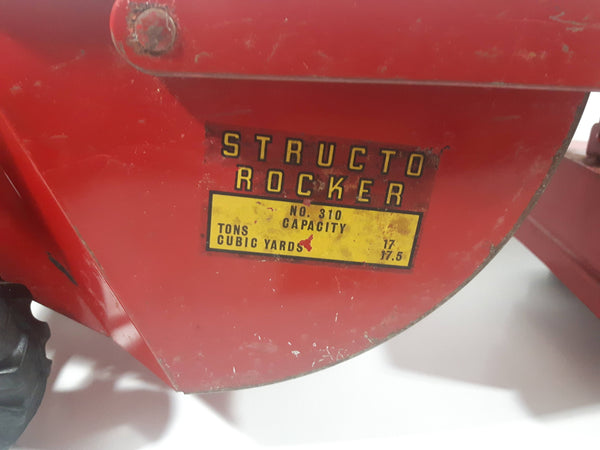 STRUCTO
ROCKER
NO. 310
CAPACITY
TONS 17
CUBIC YARDS 17.5